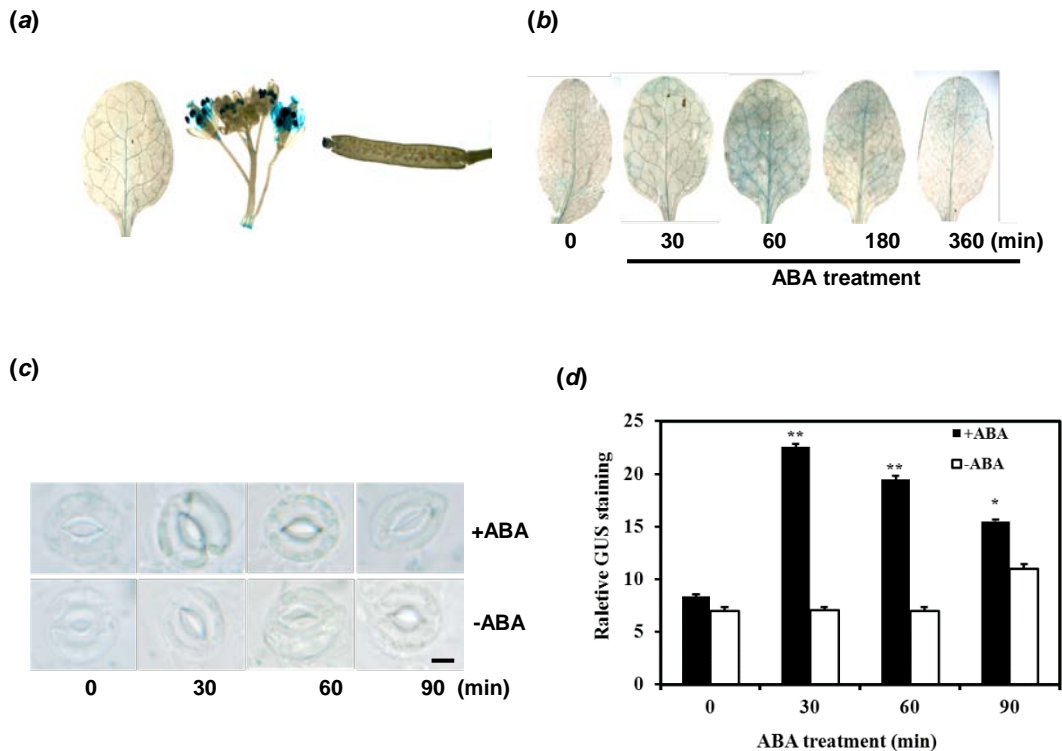 (a)
(b)
0 30 60 180 360 (min)
ABA treatment
(c)
+ABA
-ABA
0 30 60 90 (min)
(d)
Raletive GUS staining
25
20
15
10
5
0
**
**
*
+ABA
-ABA
0 30 60 90
ABA treatment (min)